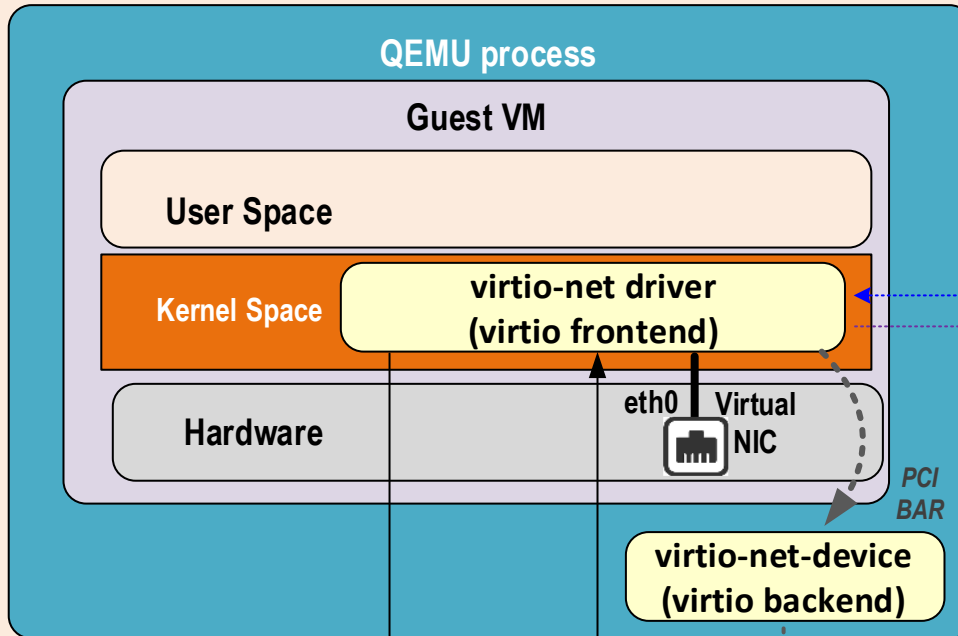 QEMU process
Guest VM
User Space
Kernel Space
virtio-net driver
(virtio frontend)
Hardware
eth0
Virtual
NIC
PCI
BAR
virtio-net-device
(virtio backend)